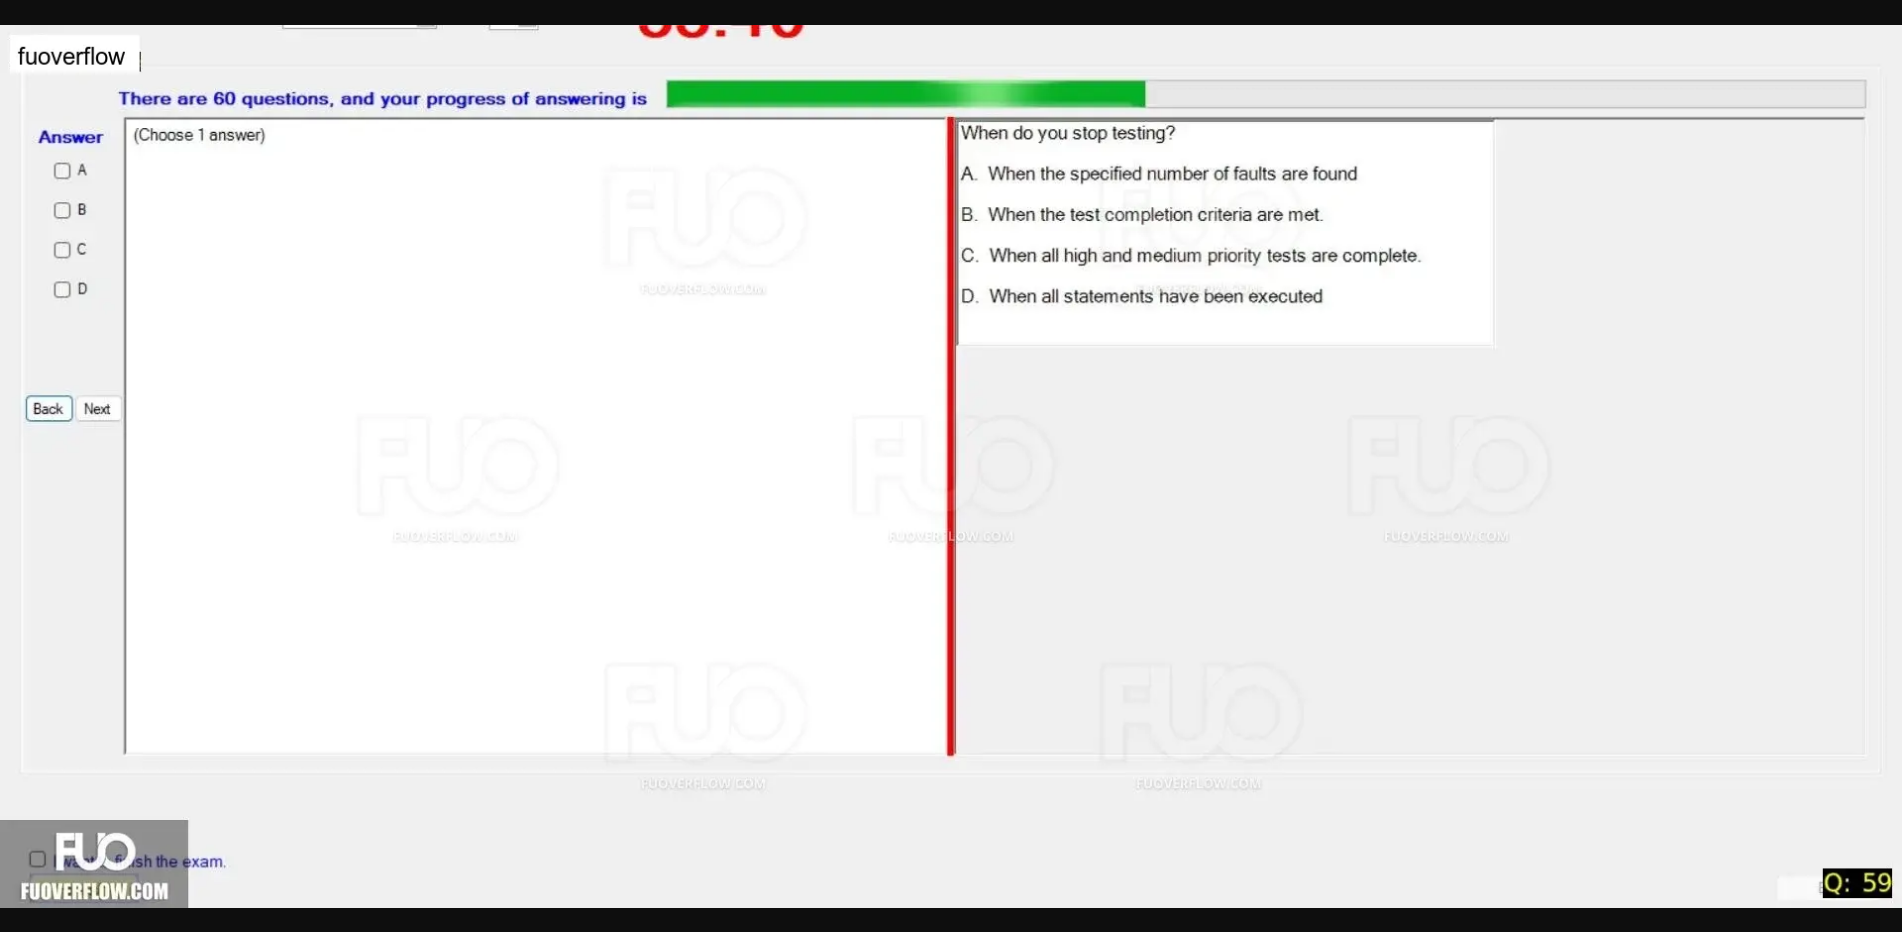 fuoverflow
There are 60 questions, and your progress of answering is
Answer
(Choose 1 answer)
A
B
C
D
Back Next
When do you stop testing?
A. When the specified number of faults are found
B. When the test completion criteria are met.
C. When all high and medium priority tests are complete.
D. When all statements have been executed
FUO
FUOVERFLOW.COM
FUO
FUOVERFLOW.COM
FUO
FUOVERFLOW.COM
FUO
FUOVERFLOW.COM
FUO
FUOVERFLOW.COM
FUO
FUOVERFLOW.COM
FUO
FUOVERFLOW.COM
the exam.
FUO
FUOVERFLOW.COM
Q: 59